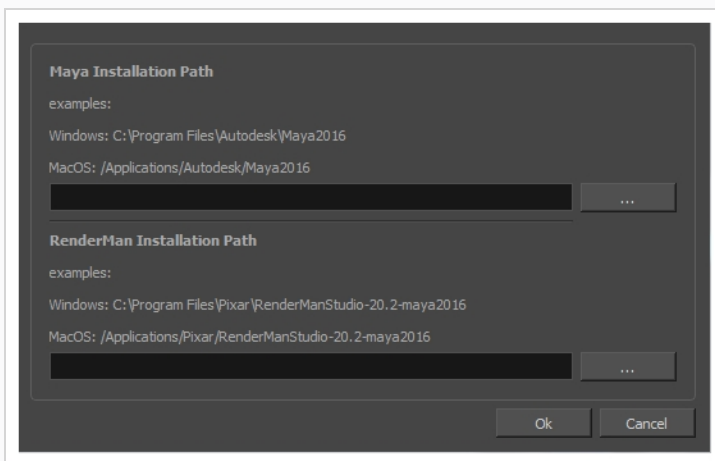 Maya Installation Path
examples:
Windows: C:\Program Files\Autodesk\Maya2016
MacOS: /Applications/Autodesk/Maya2016
...
RenderMan Installation Path
examples:
Windows: C:\Program Files\Pixar\RenderManStudio-20.2-maya2016
MacOS: /Applications/Pixar/RenderManStudio-20.2-maya2016
...
Ok Cancel